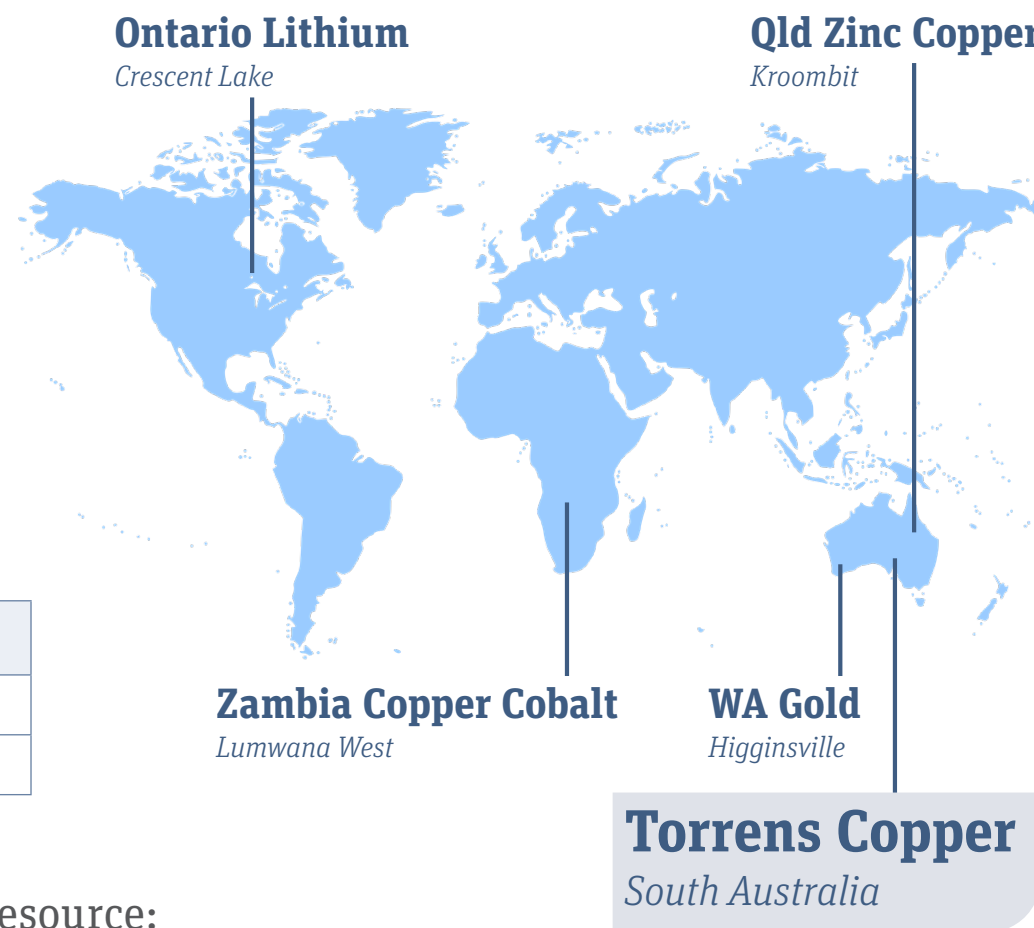 Ontario Lithium
Crescent Lake
Qld Zinc Copper
Kroombit
Zambia Copper Cobalt
Lumwana West
WA Gold
Higginsville
Torrens Copper
South Australia
esource: